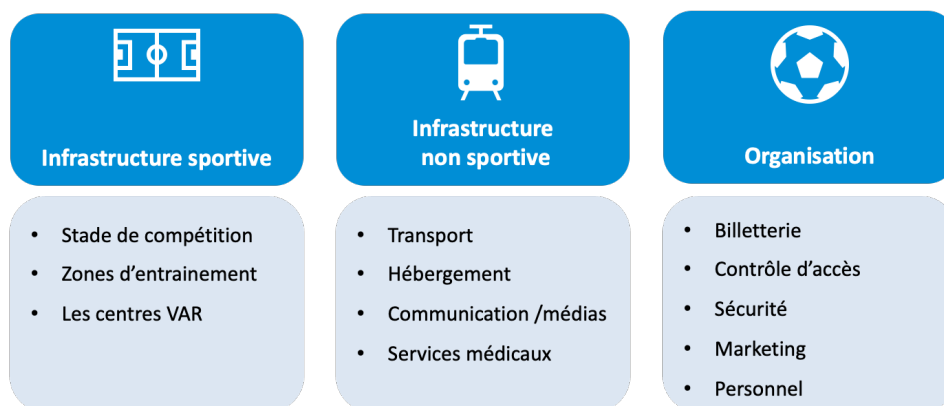 Infrastructure sportive
Infrastructure
non sportive
Organisation
• Stade de compétition
• Zones d’entrainement
• Les centres VAR
• Transport
• Hébergement
• Communication /médias
• Services médicaux
• Billetterie
• Contrôle d’accès
• Sécurité
• Marketing
• Personnel